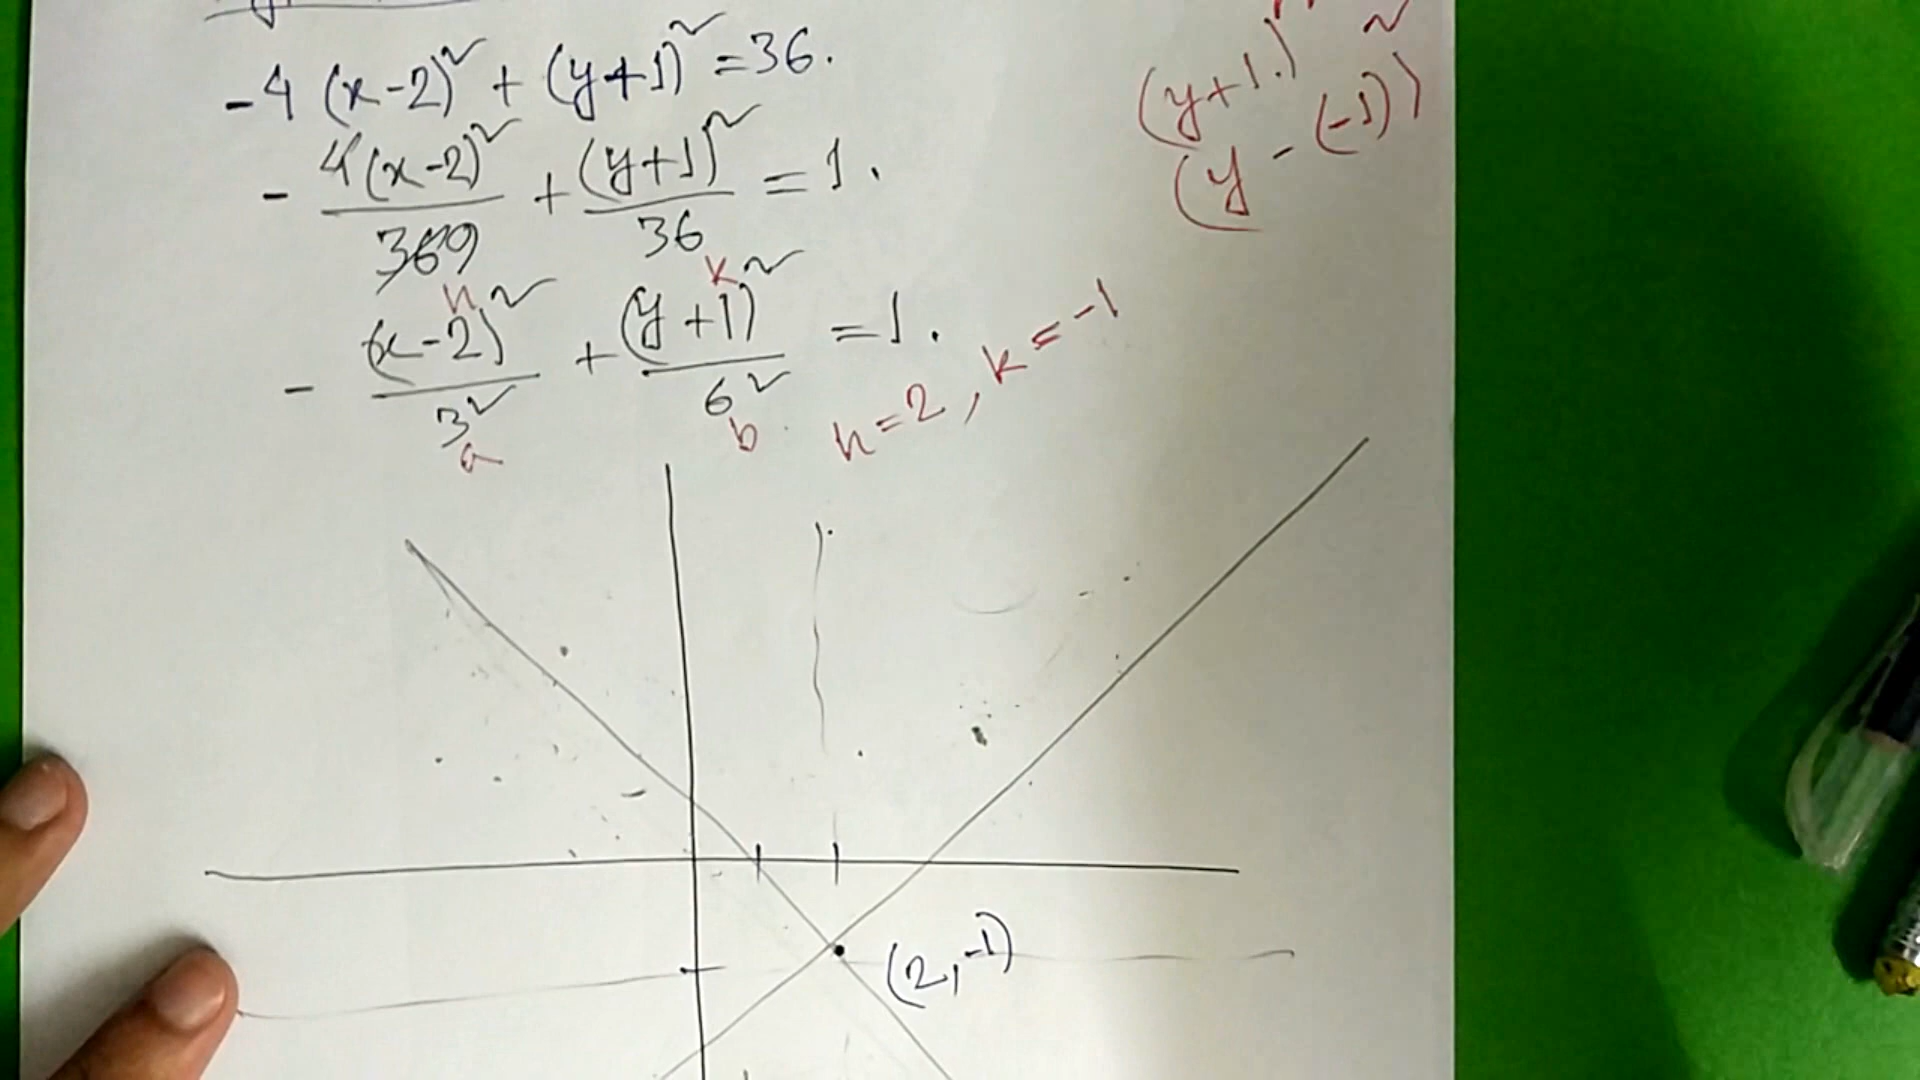 -4 (x-2)² + (y+1)² = 36.
- 4(x-2)² / 36 9 + (y+1)² / 36 = 1.
- (x-2)² / 3² + (y+1)² / 6² = 1.
h
k
a
b
h = 2, k = -1
(y+1)²
(y - (-1))
(2, -1)